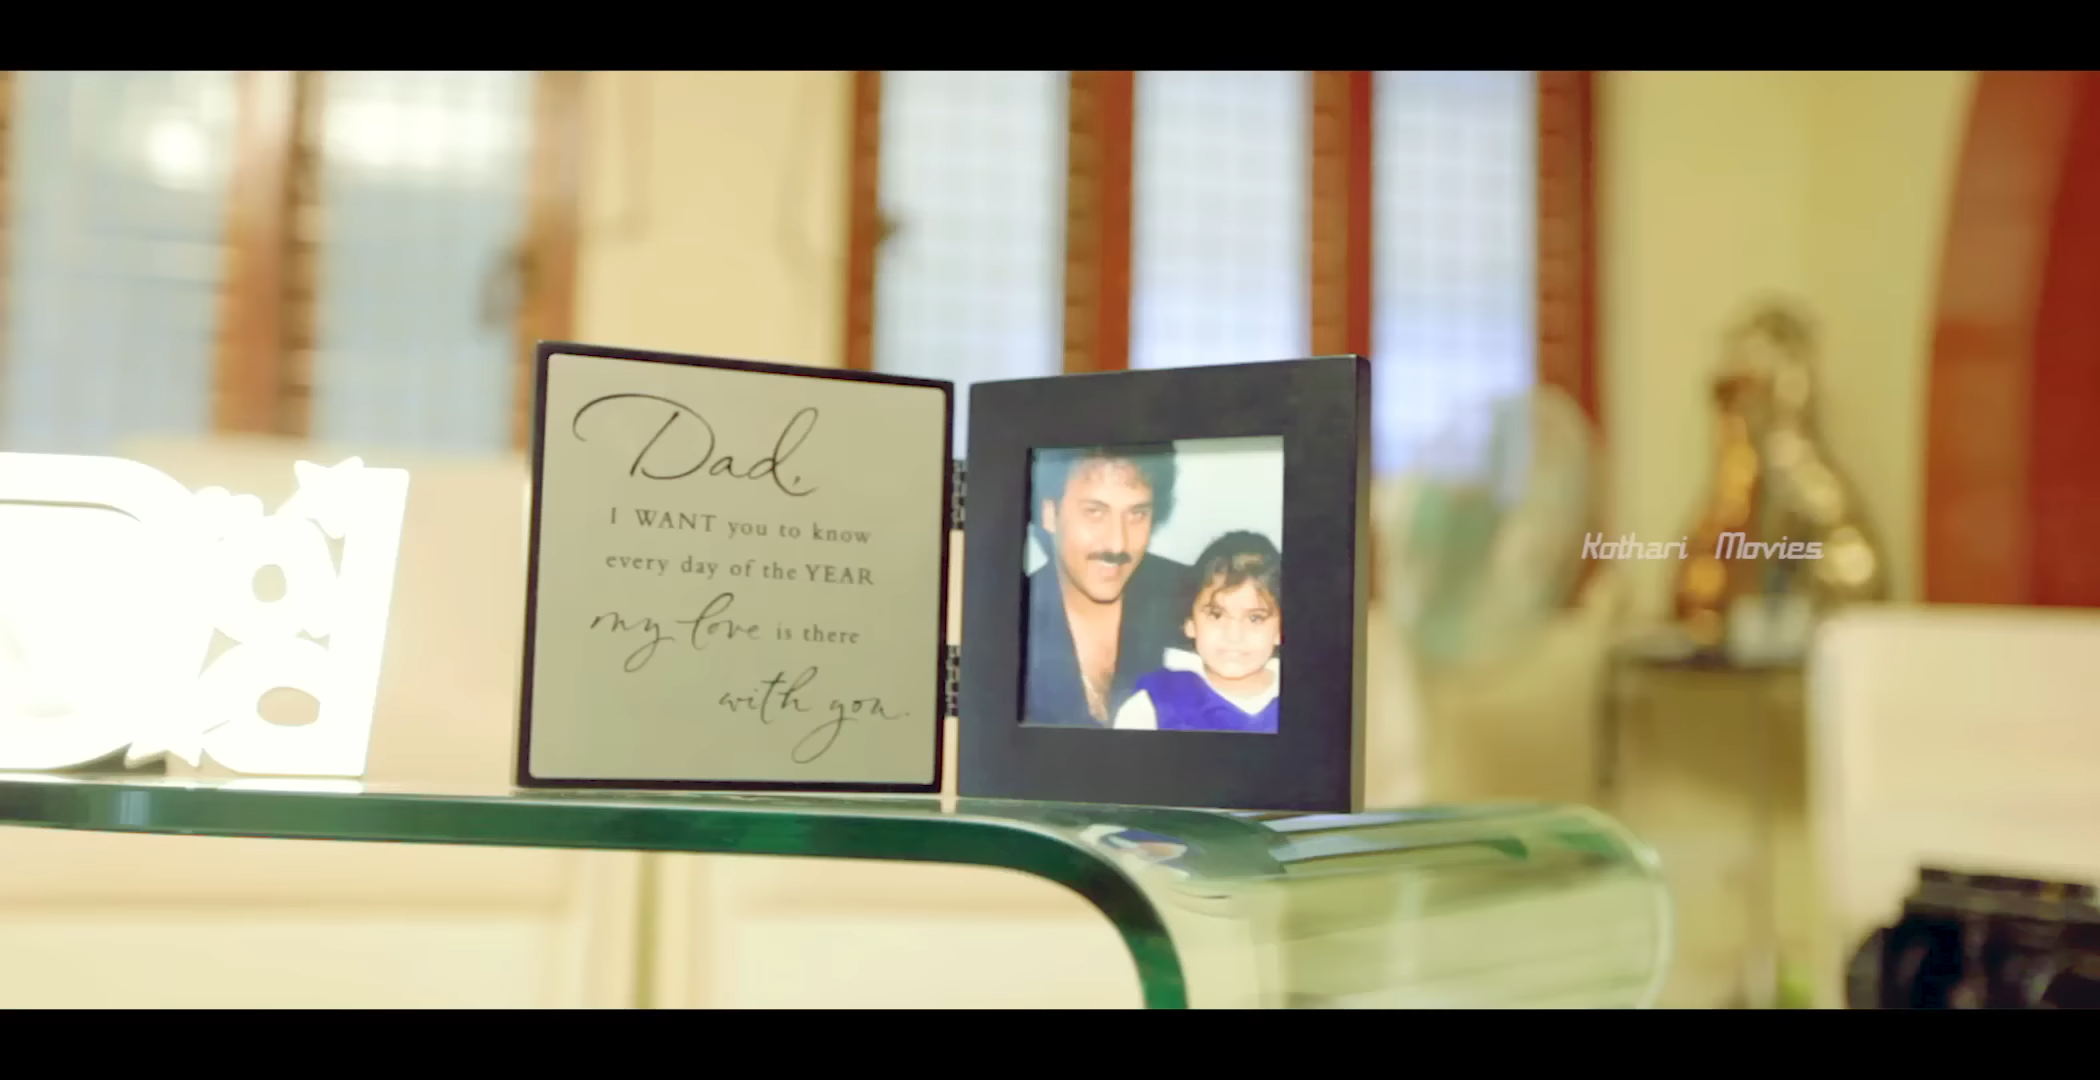 Dad,
I WANT you to know
every day of the YEAR
my love is there
with you.
Kothari Movies